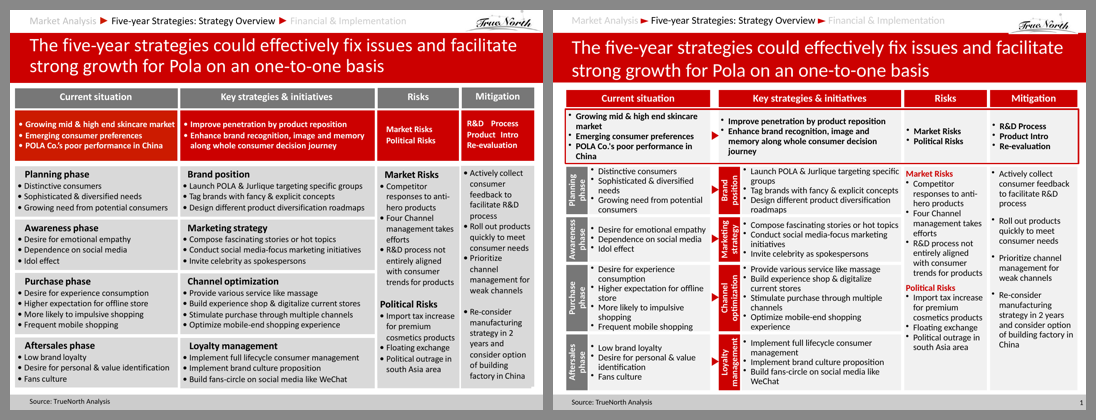 Market Analysis ▶ Five-year Strategies: Strategy Overview ▶ Financial & Implementation
TrueNorth
The five-year strategies could effectively fix issues and facilitate
strong growth for Pola on an one-to-one basis
Current situation
• Growing mid & high end skincare market
• Emerging consumer preferences
• POLA Co.'s poor performance in China
Key strategies & initiatives
• Improve penetration by product reposition
• Enhance brand recognition, image and memory
along whole consumer decision journey
Risks
Market Risks
Political Risks
Mitigation
R&D Process
Product Intro
Re-evaluation
Planning phase
• Distinctive consumers
• Sophisticated & diversified needs
• Growing need from potential consumers
Brand position
• Launch POLA & Jurlique targeting specific groups
• Tag brands with fancy & explicit concepts
• Design different product diversification roadmaps
Awareness phase
• Desire for emotional empathy
• Dependence on social media
• Idol effect
Marketing strategy
• Compose fascinating stories or hot topics
• Conduct social media-focus marketing initiatives
• Invite celebrity as spokespersons
Purchase phase
• Desire for experience consumption
• Higher expectation for offline store
• More likely to impulsive shopping
• Frequent mobile shopping
Channel optimization
• Provide various service like massage
• Build experience shop & digitalize current stores
• Stimulate purchase through multiple channels
• Optimize mobile-end shopping experience
Aftersales phase
• Low brand loyalty
• Desire for personal & value identification
• Fans culture
Loyalty management
• Implement full lifecycle consumer management
• Implement brand culture proposition
• Build fans-circle on social media like WeChat
Market Risks
• Competitor
responses to anti-
hero products
• Four Channel
management takes
efforts
• R&D process not
entirely aligned
with consumer
trends for products
Political Risks
• Import tax increase
for premium
cosmetics products
• Floating exchange
• Political outrage in
south Asia area
• Actively collect
consumer
feedback to
facilitate R&D
process
• Roll out products
quickly to meet
consumer needs
• Prioritize
channel
management for
weak channels
• Re-consider
manufacturing
strategy in 2
years and
consider option
of building
factory in China
Source: TrueNorth Analysis
Market Analysis ▶ Five-year Strategies: Strategy Overview ▶ Financial & Implementation
TrueNorth
The five-year strategies could effectively fix issues and facilitate
strong growth for Pola on an one-to-one basis
Current situation
• Growing mid & high end skincare
market
• Emerging consumer preferences
• POLA Co.'s poor performance in
China
Key strategies & initiatives
• Improve penetration by product reposition
• Enhance brand recognition, image and
memory along whole consumer decision
journey
Risks
• Market Risks
• Political Risks
Mitigation
• R&D Process
• Product Intro
• Re-evaluation
Planning
phase
• Distinctive consumers
• Sophisticated & diversified
needs
• Growing need from potential
consumers
Brand
position
• Launch POLA & Jurlique targeting specific
groups
• Tag brands with fancy & explicit concepts
• Design different product diversification
roadmaps
Awareness
phase
• Desire for emotional empathy
• Dependence on social media
• Idol effect
Marketing
strategy
• Compose fascinating stories or hot topics
• Conduct social media-focus marketing
initiatives
• Invite celebrity as spokespersons
Purchase
phase
• Desire for experience
consumption
• Higher expectation for offline
store
• More likely to impulsive
shopping
• Frequent mobile shopping
Channel
optimization
• Provide various service like massage
• Build experience shop & digitalize
current stores
• Stimulate purchase through multiple
channels
• Optimize mobile-end shopping
experience
Aftersales
phase
• Low brand loyalty
• Desire for personal & value
identification
• Fans culture
Loyalty
management
• Implement full lifecycle consumer
management
• Implement brand culture proposition
• Build fans-circle on social media like
WeChat
Market Risks
• Competitor
responses to anti-
hero products
• Four Channel
management takes
efforts
• R&D process not
entirely aligned
with consumer
trends for products
Political Risks
• Import tax increase
for premium
cosmetics products
• Floating exchange
• Political outrage in
south Asia area
• Actively collect
consumer feedback
to facilitate R&D
process
• Roll out products
quickly to meet
consumer needs
• Prioritize channel
management for
weak channels
• Re-consider
manufacturing
strategy in 2 years
and consider option
of building factory in
China
Source: TrueNorth Analysis
1